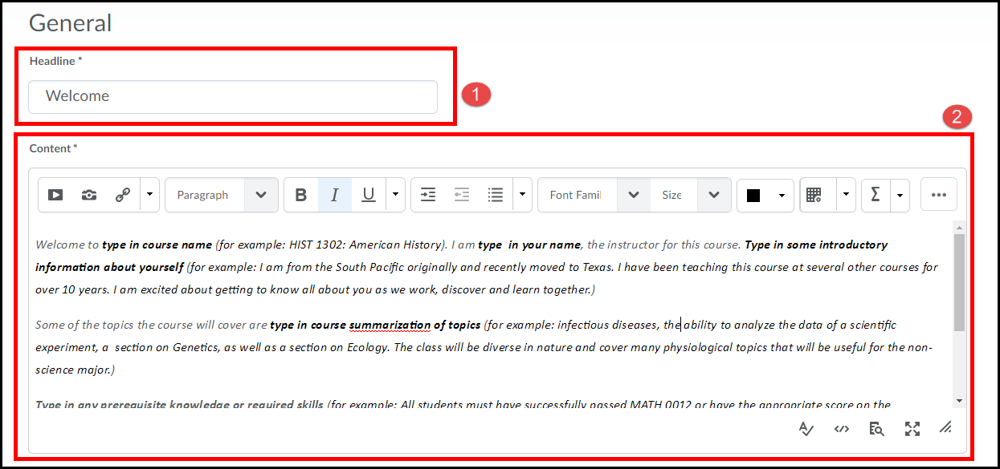 General
Headline *
Welcome
1
2
Content *
Paragraph B I U Font Famil Size Σ
Welcome to type in course name (for example: HIST 1302: American History). I am type  in your name, the instructor for this course. Type in some introductory
information about yourself (for example: I am from the South Pacific originally and recently moved to Texas. I have been teaching this course at several other courses for
over 10 years. I am excited about getting to know all about you as we work, discover and learn together.)
Some of the topics the course will cover are type in course summarization of topics (for example: infectious diseases, the ability to analyze the data of a scientific
experiment, a  section on Genetics, as well as a section on Ecology. The class will be diverse in nature and cover many physiological topics that will be useful for the non-
science major.)
Type in any prerequisite knowledge or required skills (for example: All students must have successfully passed MATH 0012 or have the appropriate score on the